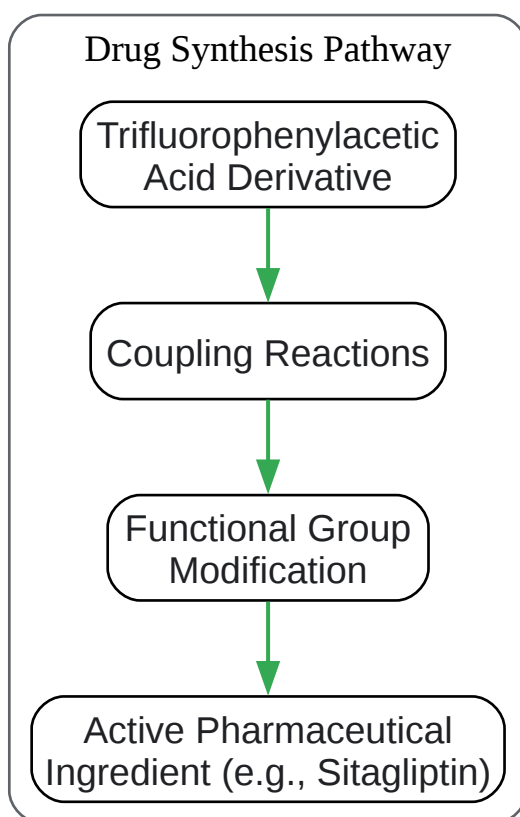 Drug Synthesis Pathway
Trifluorophenylacetic
Acid Derivative
Coupling Reactions
Functional Group
Modification
Active Pharmaceutical
Ingredient (e.g., Sitagliptin)